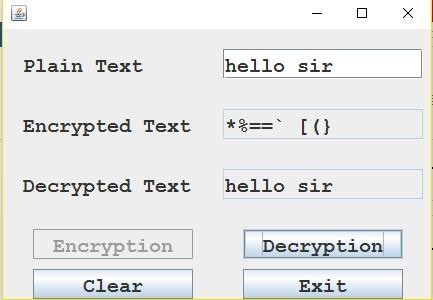 Plain Text hello sir
Encrypted Text *%==` [(}
Decrypted Text hello sir
Encryption Decryption
Clear Exit